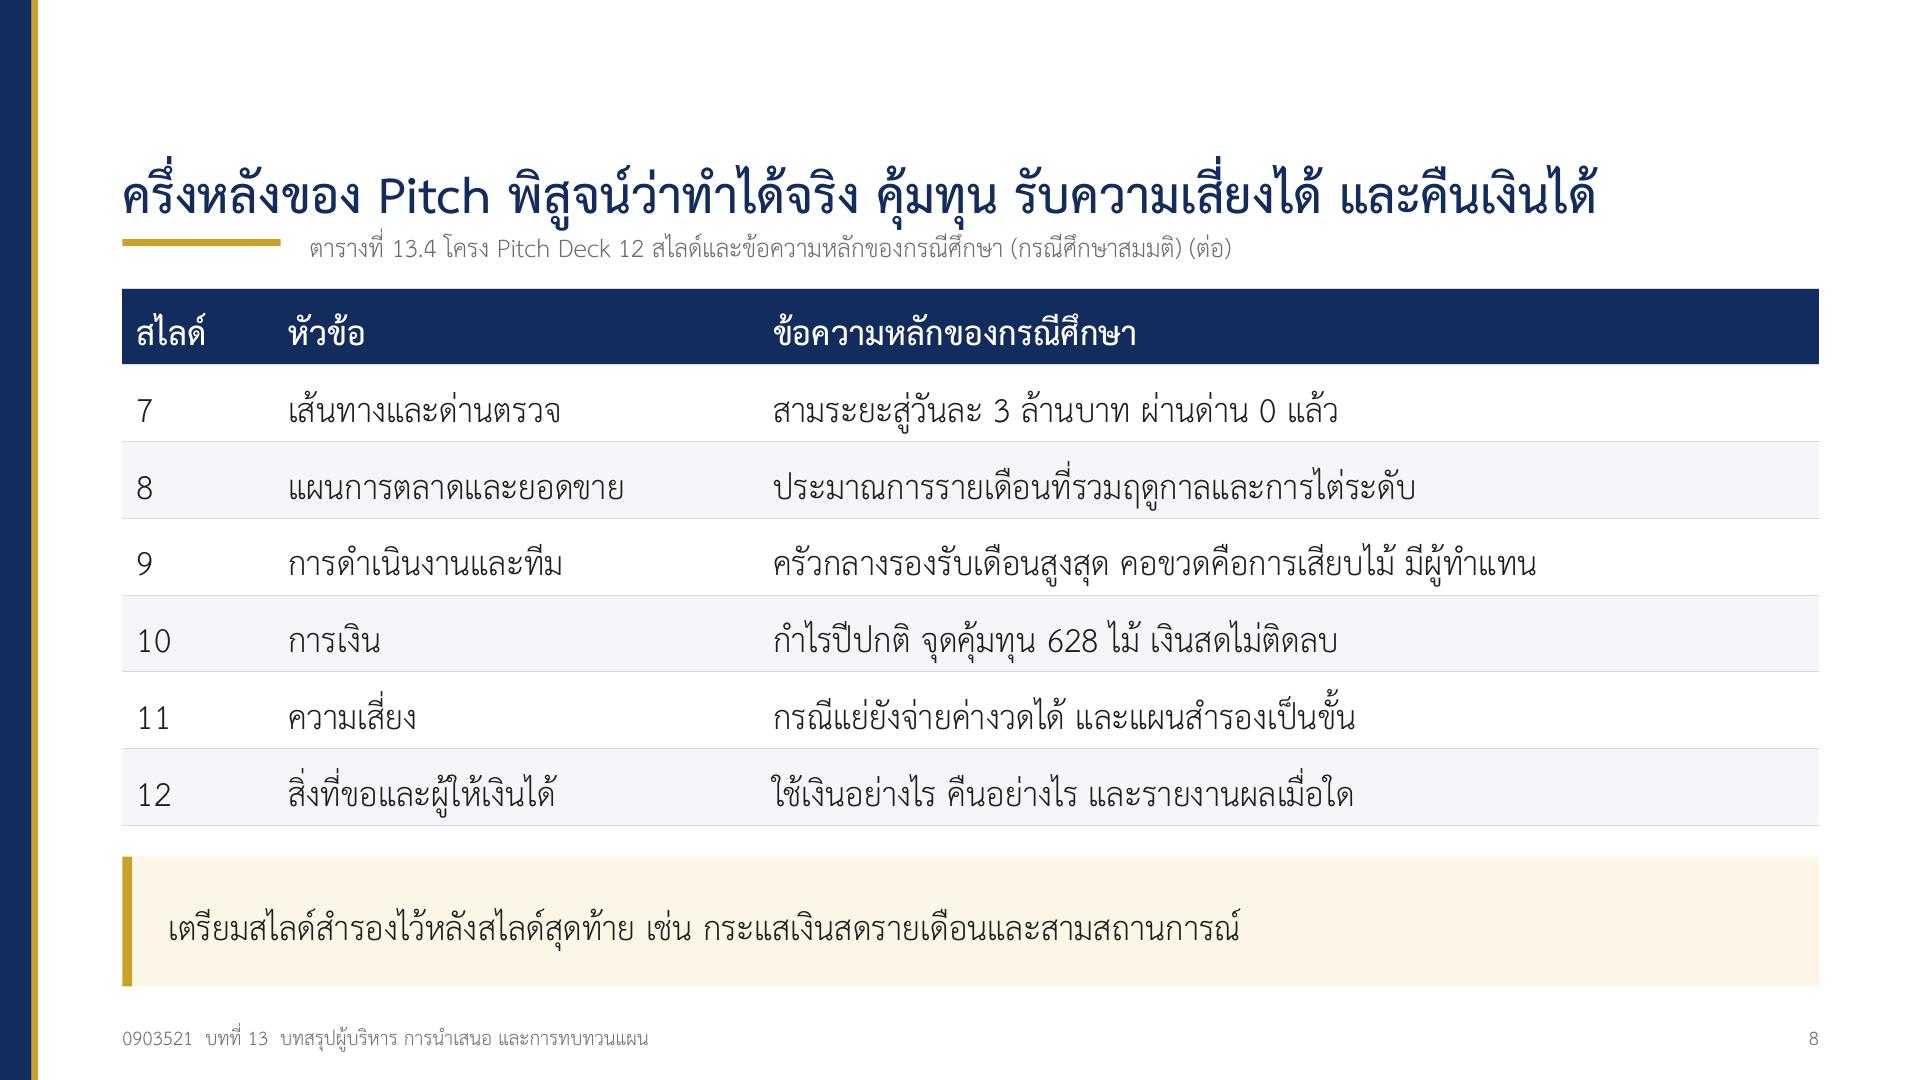 ครึ่งหลังของ Pitch พิสูจน์ว่าทำได้จริง คุ้มทุน รับความเสี่ยงได้ และคืนเงินได้
ตารางที่ 13.4 โครง Pitch Deck 12 สไลด์และข้อความหลักของกรณีศึกษา (กรณีศึกษาสมมติ) (ต่อ)
สไลด์ หัวข้อ ข้อความหลักของกรณีศึกษา
7 เส้นทางและด่านตรวจ สามระยะสู่วันละ 3 ล้านบาท ผ่านด่าน 0 แล้ว
8 แผนการตลาดและยอดขาย ประมาณการรายเดือนที่รวมฤดูกาลและการไต่ระดับ
9 การดำเนินงานและทีม ครัวกลางรองรับเดือนสูงสุด คอขวดคือการเสียบไม้ มีผู้ทำแทน
10 การเงิน กำไรปีปกติ จุดคุ้มทุน 628 ไม้ เงินสดไม่ติดลบ
11 ความเสี่ยง กรณีแย่ยังจ่ายค่างวดได้ และแผนสำรองเป็นขั้น
12 สิ่งที่ขอและผู้ให้เงินได้ ใช้เงินอย่างไร คืนอย่างไร และรายงานผลเมื่อใด
เตรียมสไลด์สำรองไว้หลังสไลด์สุดท้าย เช่น กระแสเงินสดรายเดือนและสามสถานการณ์
0903521 บทที่ 13 บทสรุปผู้บริหาร การนำเสนอ และการทบทวนแผน 8